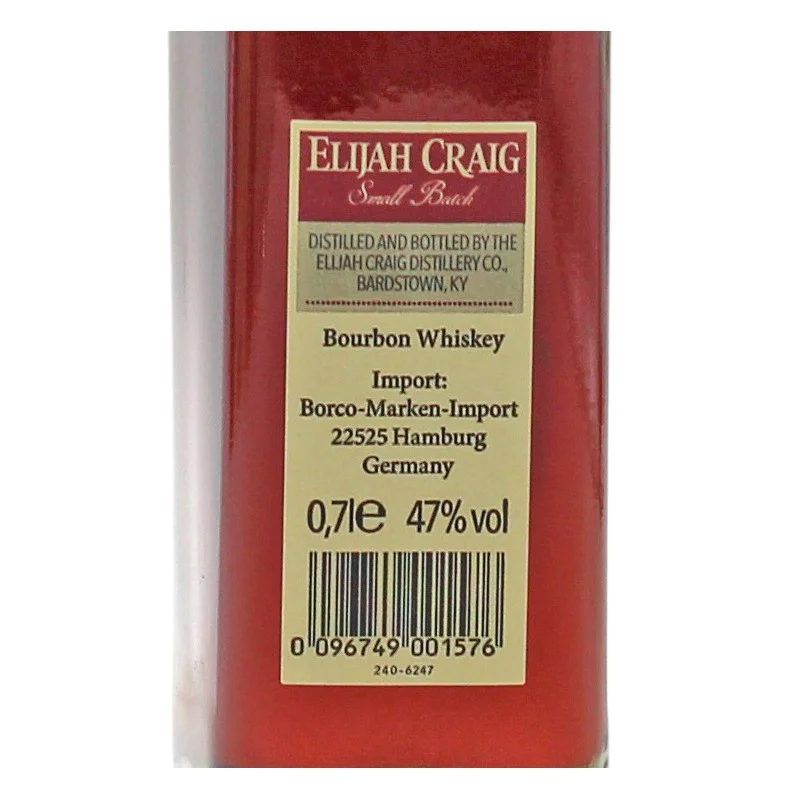 ELIJAH CRAIG
Small Batch
DISTILLED AND BOTTLED BY THE
ELIJAH CRAIG DISTILLERY CO.,
BARDSTOWN, KY
Bourbon Whiskey
Import:
Borco-Marken-Import
22525 Hamburg
Germany
0,7l℮ 47%vol
0 096749 001576
240-6247